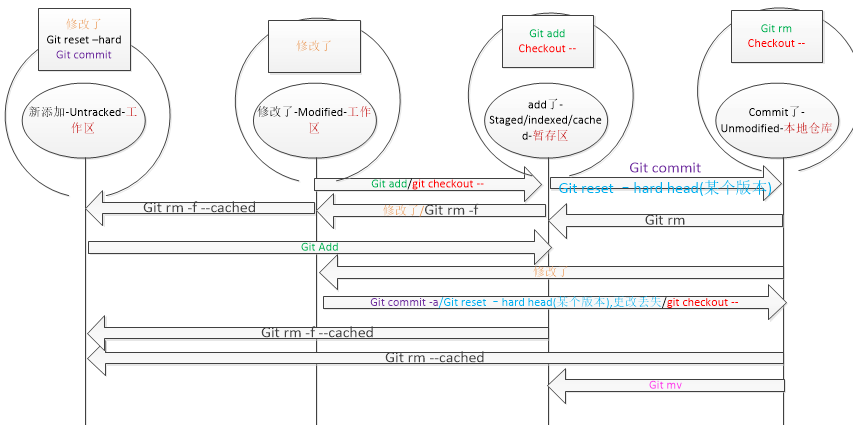 修改了
Git reset –hard
Git commit
修改了
Git add
Checkout --
Git rm
Checkout --
新添加-Untracked-工
作区
修改了-Modified-工作
区
add了-
Staged/indexed/cache
d-暂存区
Commit了-
Unmodified-本地仓库
Git add/git checkout --
Git commit
Git reset –hard head(某个版本)
Git rm -f --cached
修改了/Git rm -f
Git rm
Git Add
修改了
Git commit -a/Git reset –hard head(某个版本),更改丢失/git checkout --
Git rm -f --cached
Git rm --cached
Git mv